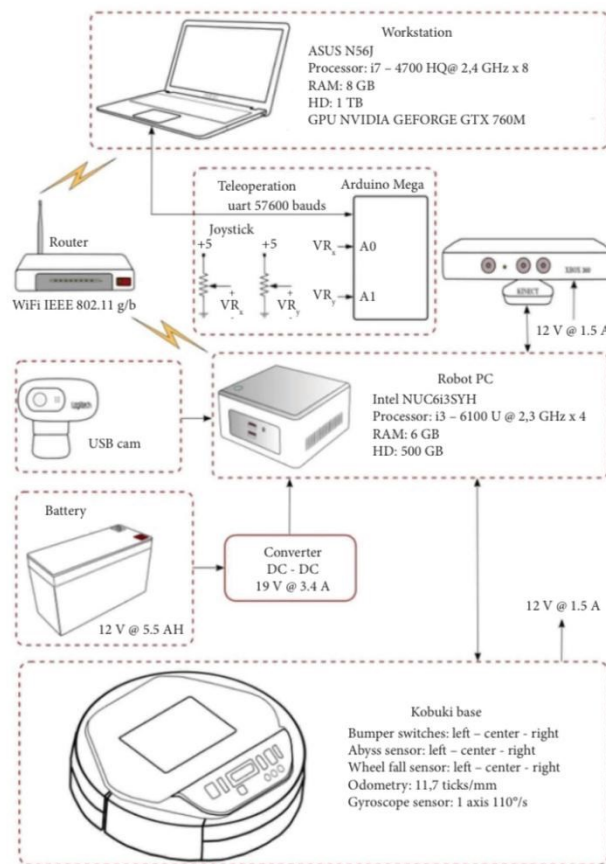 Workstation
ASUS N56J
Processor: i7 – 4700 HQ@ 2,4 GHz x 8
RAM: 8 GB
HD: 1 TB
GPU NVIDIA GEFORGE GTX 760M
Teleoperation
uart 57600 bauds
Arduino Mega
Joystick
+5
+5
VRx
A0
VRy
A1
+
VRx
-
+
VRy
-
Router
WiFi IEEE 802.11 g/b
XBOX 360
KINECT
12 V @ 1.5 A
Robot PC
Intel NUC6i3SYH
Processor: i3 – 6100 U @ 2,3 GHz x 4
RAM: 6 GB
HD: 500 GB
Logitech
USB cam
Battery
12 V @ 5.5 AH
Converter
DC - DC
19 V @ 3.4 A
12 V @ 1.5 A
Kobuki base
Bumper switches: left – center - right
Abyss sensor: left – center - right
Wheel fall sensor: left – center - right
Odometry: 11,7 ticks/mm
Gyroscope sensor: 1 axis 110°/s